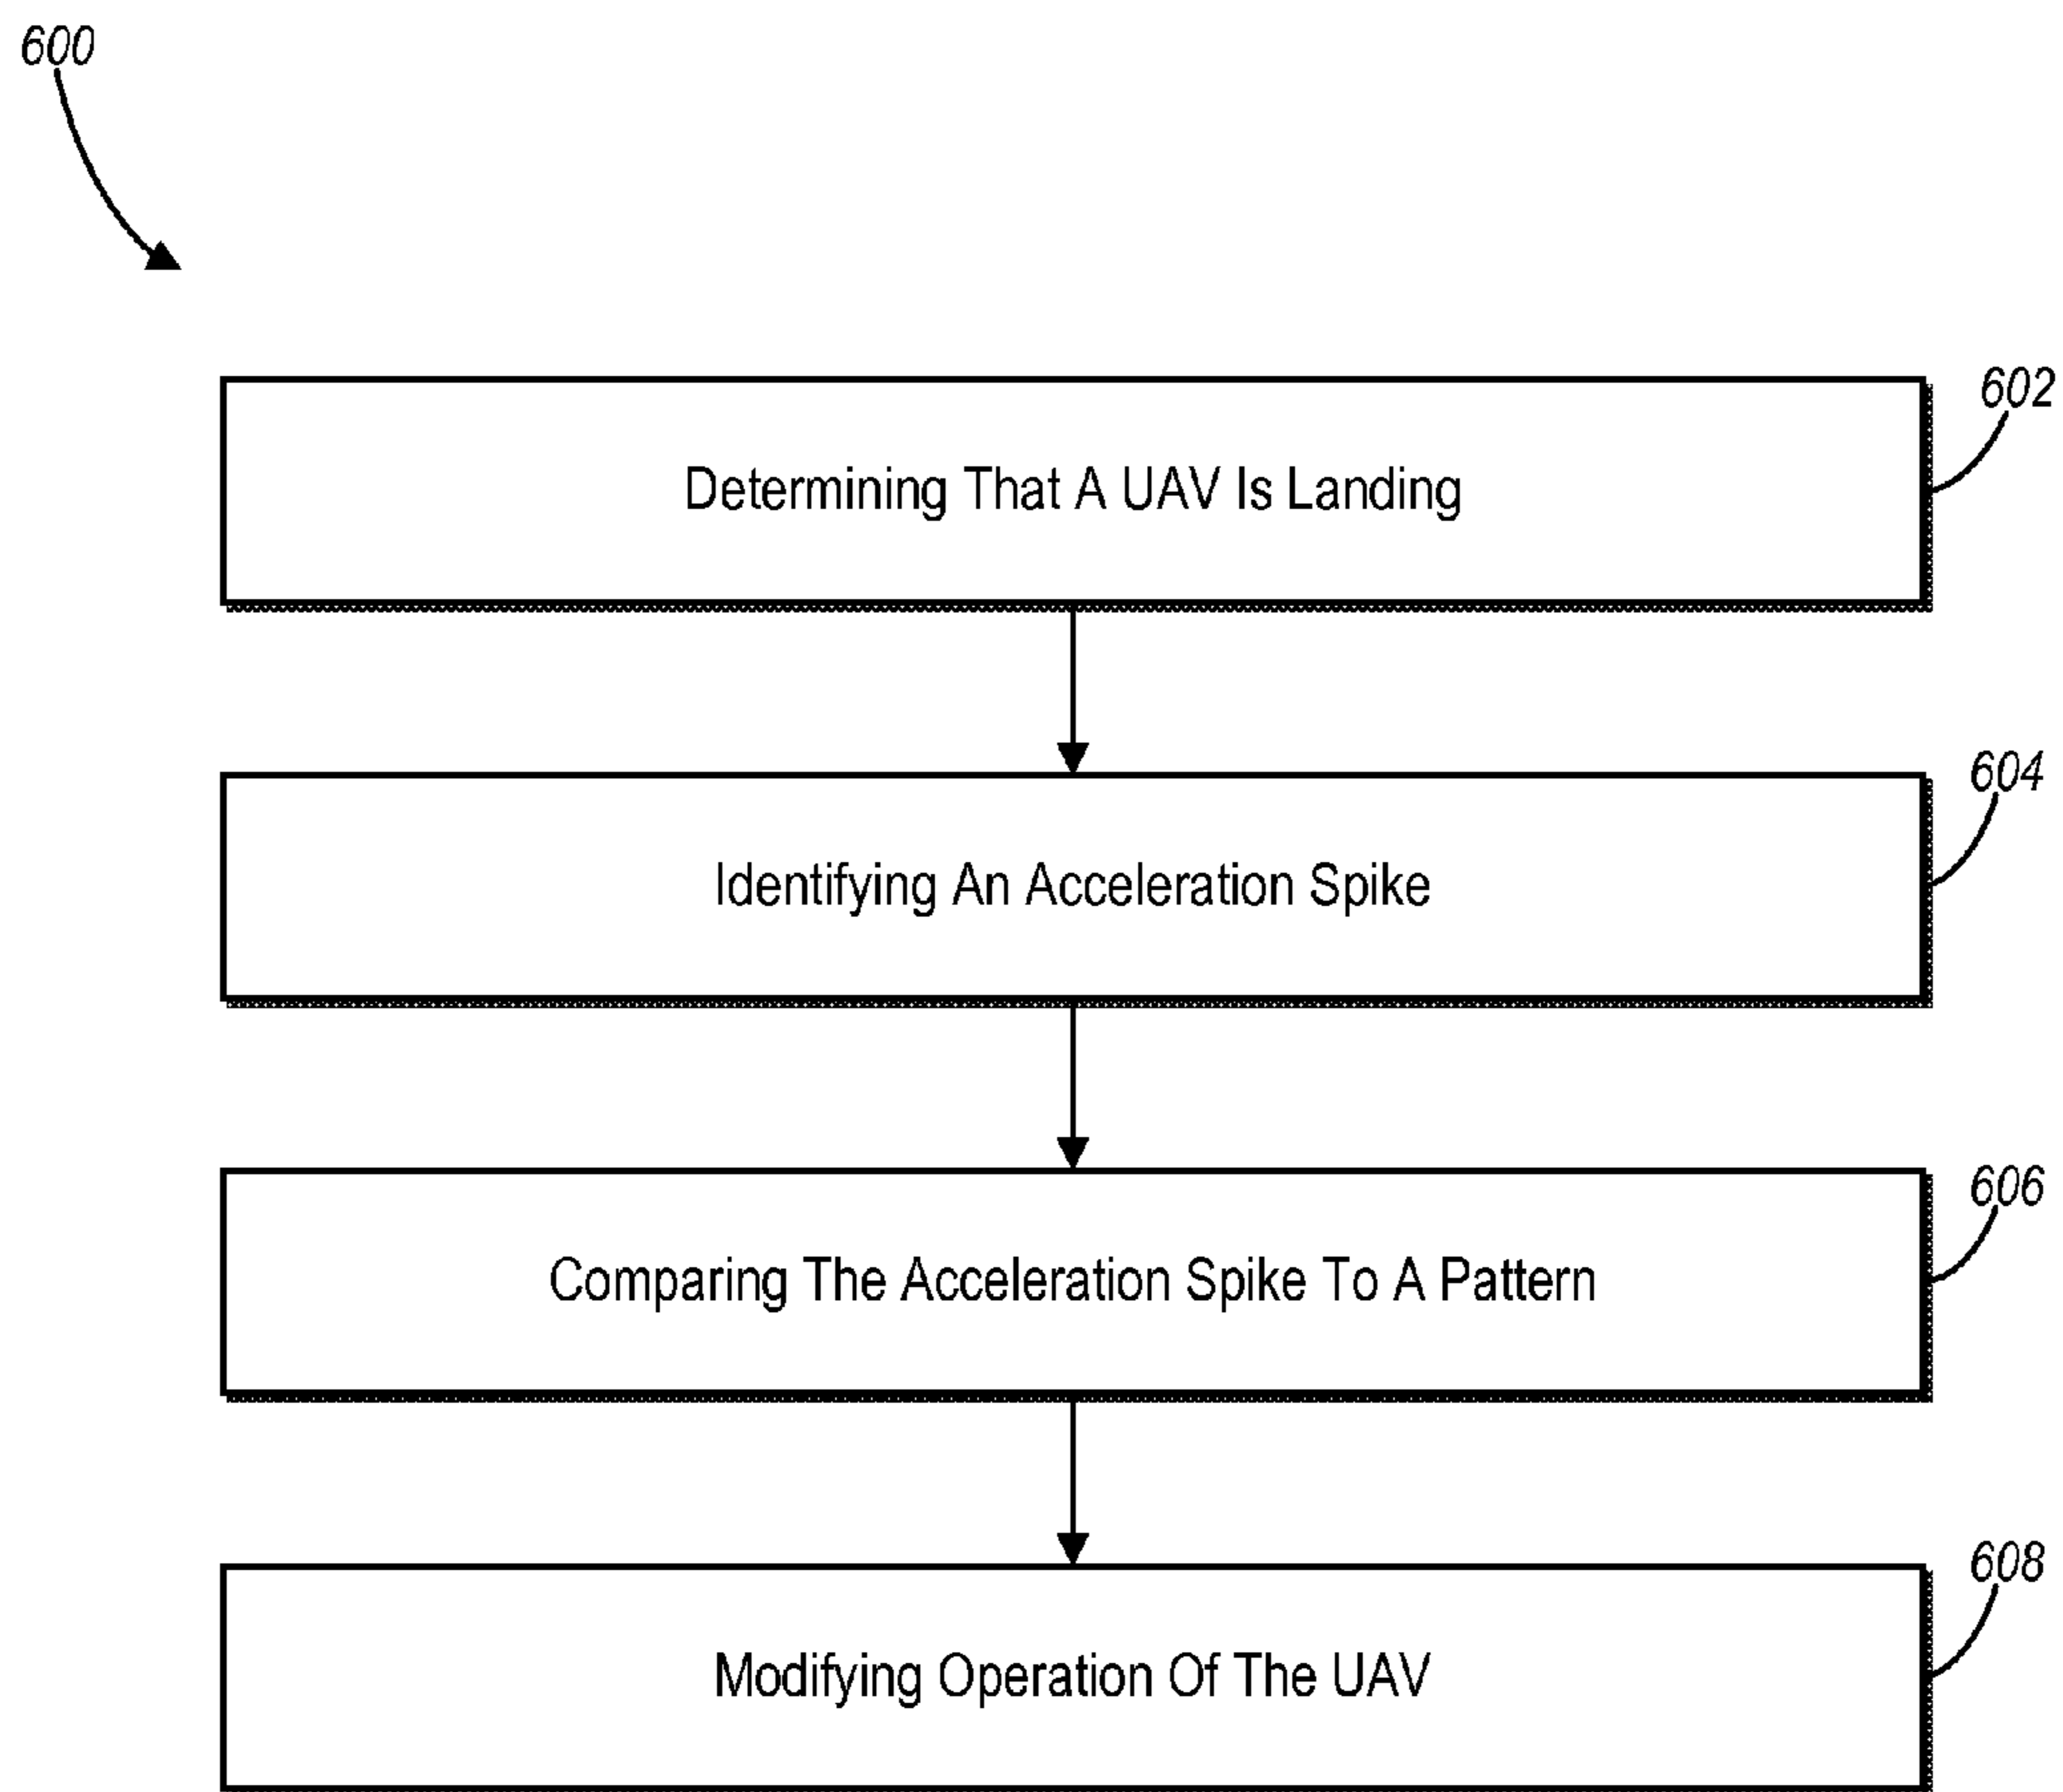 600
602
Determining That A UAV Is Landing
604
Identifying An Acceleration Spike
606
Comparing The Acceleration Spike To A Pattern
608
Modifying Operation Of The UAV